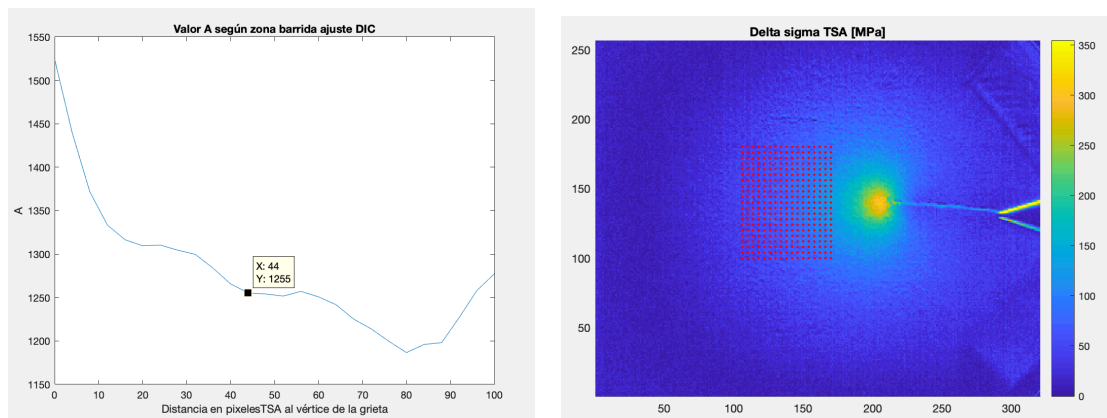 Valor A según zona barrida ajuste DIC
1550
1500
1450
1400
1350
1300
1250
1200
1150
A
X: 44
Y: 1255
0 10 20 30 40 50 60 70 80 90 100
Distancia en pixelesTSA al vértice de la grieta
Delta sigma TSA [MPa]
250
200
150
100
50
50 100 150 200 250 300
350
300
250
200
150
100
50
0